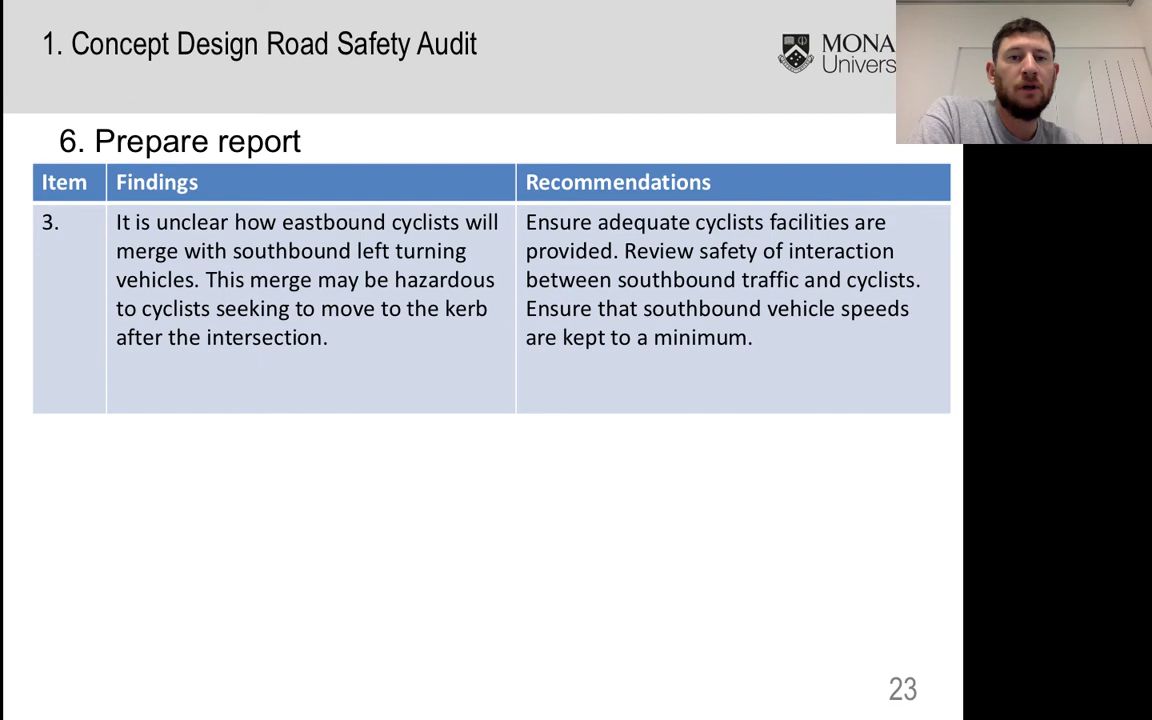 1. Concept Design Road Safety Audit
MONA
Univers
6. Prepare report
Item Findings Recommendations
3. It is unclear how eastbound cyclists will Ensure adequate cyclists facilities are
merge with southbound left turning provided. Review safety of interaction
vehicles. This merge may be hazardous between southbound traffic and cyclists.
to cyclists seeking to move to the kerb Ensure that southbound vehicle speeds
after the intersection. are kept to a minimum.
23